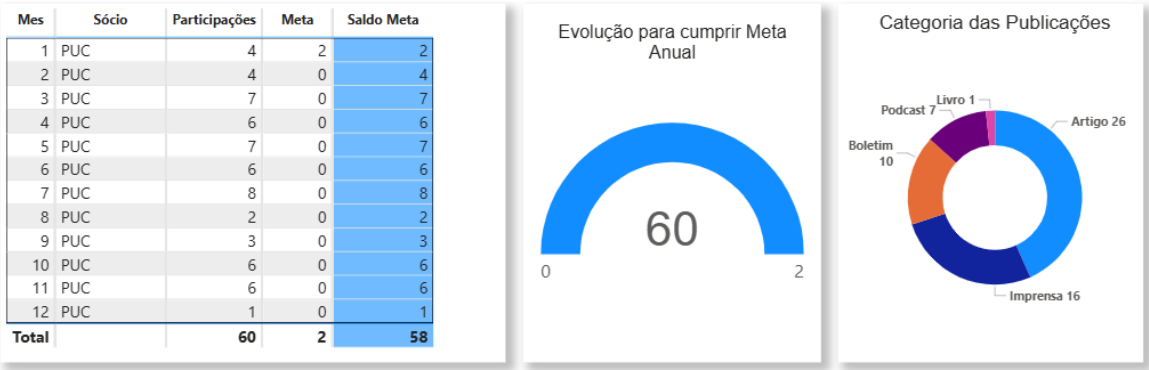 Mes Sócio Participações Meta Saldo Meta
1 PUC 4 2 2
2 PUC 4 0 4
3 PUC 7 0 7
4 PUC 6 0 6
5 PUC 7 0 7
6 PUC 6 0 6
7 PUC 8 0 8
8 PUC 2 0 2
9 PUC 3 0 3
10 PUC 6 0 6
11 PUC 6 0 6
12 PUC 1 0 1
Total 60 2 58
Evolução para cumprir Meta
Anual
60
0 2
Categoria das Publicações
Livro 1
Podcast 7
Artigo 26
Boletim
10
Imprensa 16